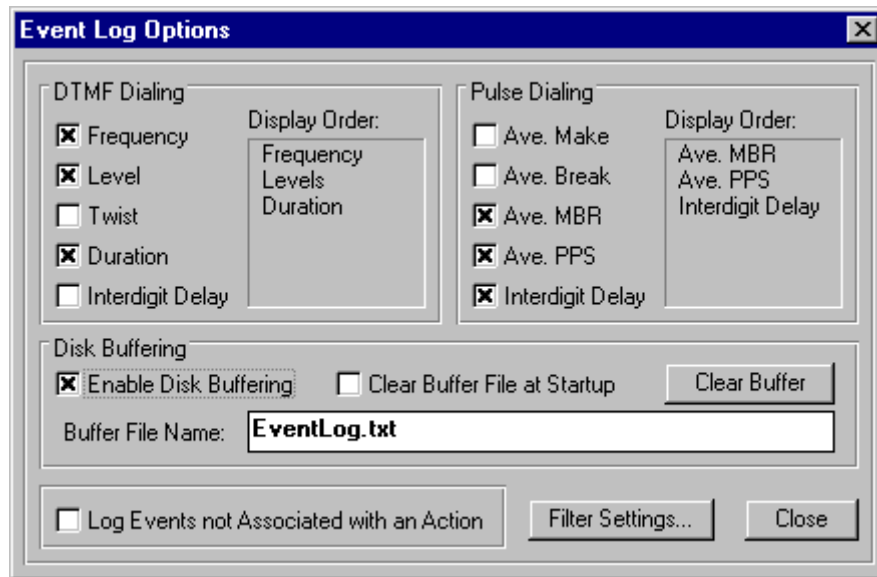 Event Log Options
DTMF Dialing
Frequency
Level
Twist
Duration
Interdigit Delay
Display Order:
Frequency
Levels
Duration
Pulse Dialing
Ave. Make
Ave. Break
Ave. MBR
Ave. PPS
Interdigit Delay
Display Order:
Ave. MBR
Ave. PPS
Interdigit Delay
Disk Buffering
Enable Disk Buffering
Clear Buffer File at Startup
Clear Buffer
Buffer File Name:
EventLog.txt
Log Events not Associated with an Action
Filter Settings...
Close